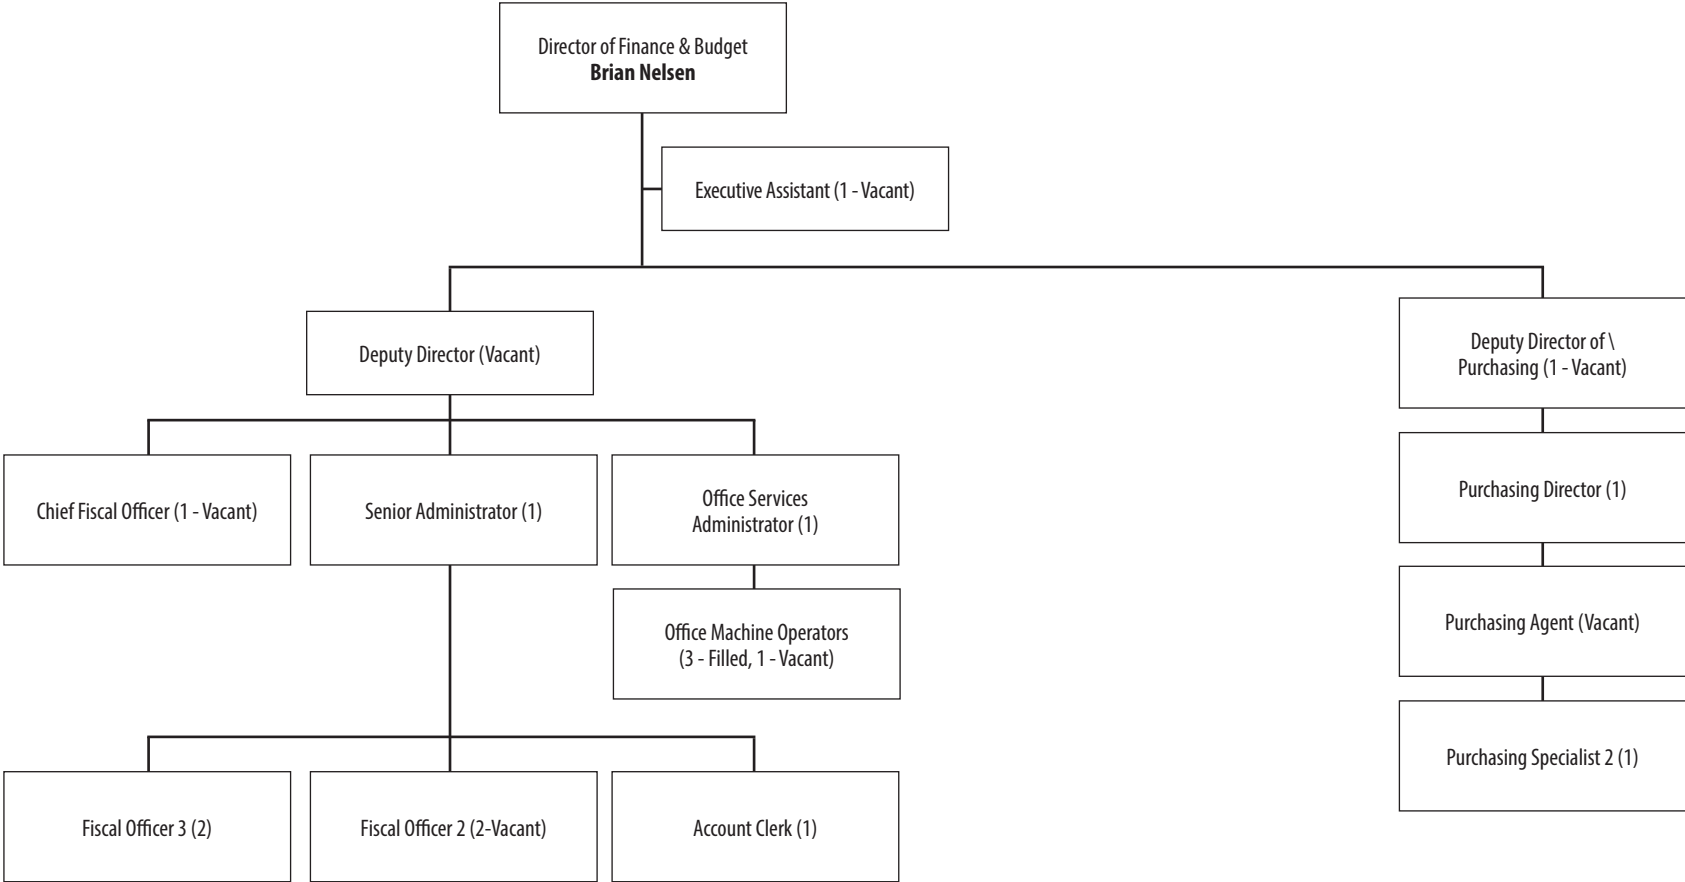 Director of Finance & Budget
Brian Nelsen
Executive Assistant (1 - Vacant)
Deputy Director (Vacant)
Deputy Director of \
Purchasing (1 - Vacant)
Chief Fiscal Officer (1 - Vacant)
Senior Administrator (1)
Office Services
Administrator (1)
Purchasing Director (1)
Office Machine Operators
(3 - Filled, 1 - Vacant)
Purchasing Agent (Vacant)
Purchasing Specialist 2 (1)
Fiscal Officer 3 (2)
Fiscal Officer 2 (2-Vacant)
Account Clerk (1)